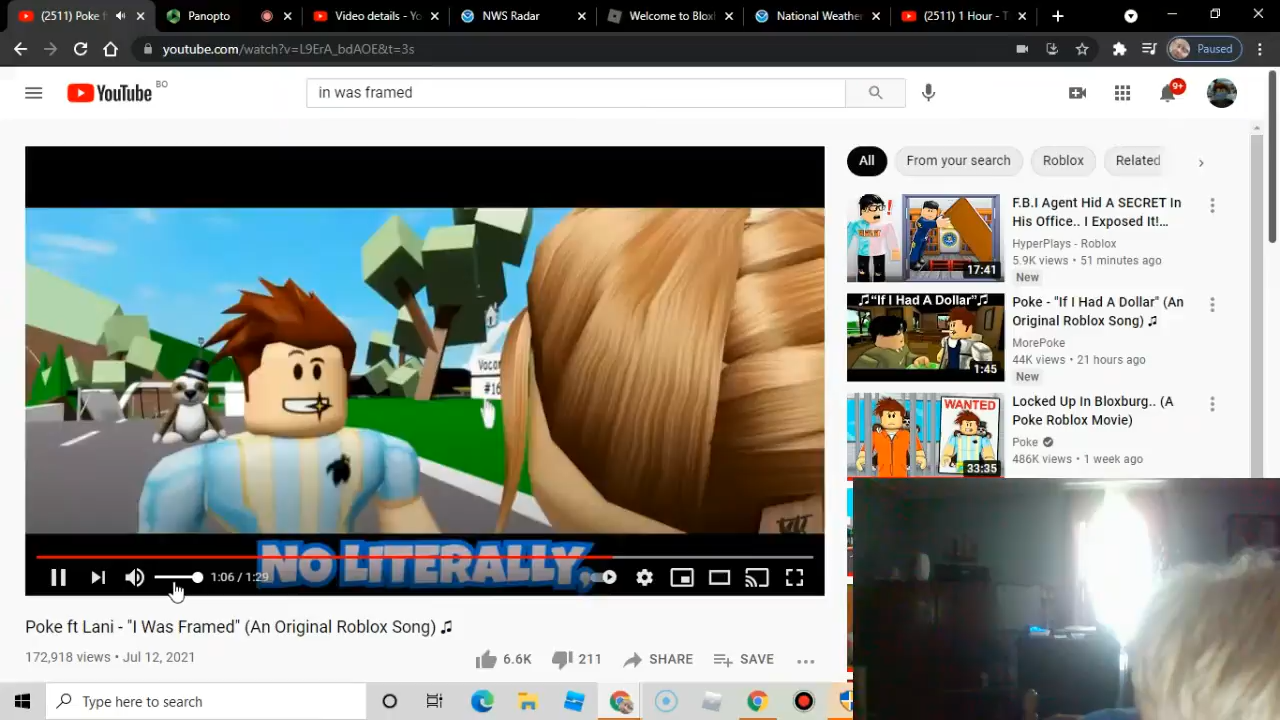 (2511) Poke f
Panopto
Video details - Yo
NWS Radar
Welcome to Blox
National Weathe
(2511) 1 Hour - T
youtube.com/watch?v=L9ErA_bdAOE&t=3s
Paused
YouTube BO
in was framed
9+
All
From your search
Roblox
Related
F.B.I Agent Hid A SECRET In
His Office.. I Exposed It!...
HyperPlays - Roblox
5.9K views • 51 minutes ago
New
17:41
♫"If I Had A Dollar"♫
1:45
Poke - "If I Had A Dollar" (An
Original Roblox Song) ♫
MorePoke
44K views • 21 hours ago
New
WANTED
33:35
Locked Up In Bloxburg.. (A
Poke Roblox Movie)
Poke
486K views • 1 week ago
#16
NO LITERALLY,
1:06 / 1:29
Poke ft Lani - "I Was Framed" (An Original Roblox Song) ♫
172,918 views • Jul 12, 2021
6.6K
211
SHARE
SAVE
Type here to search